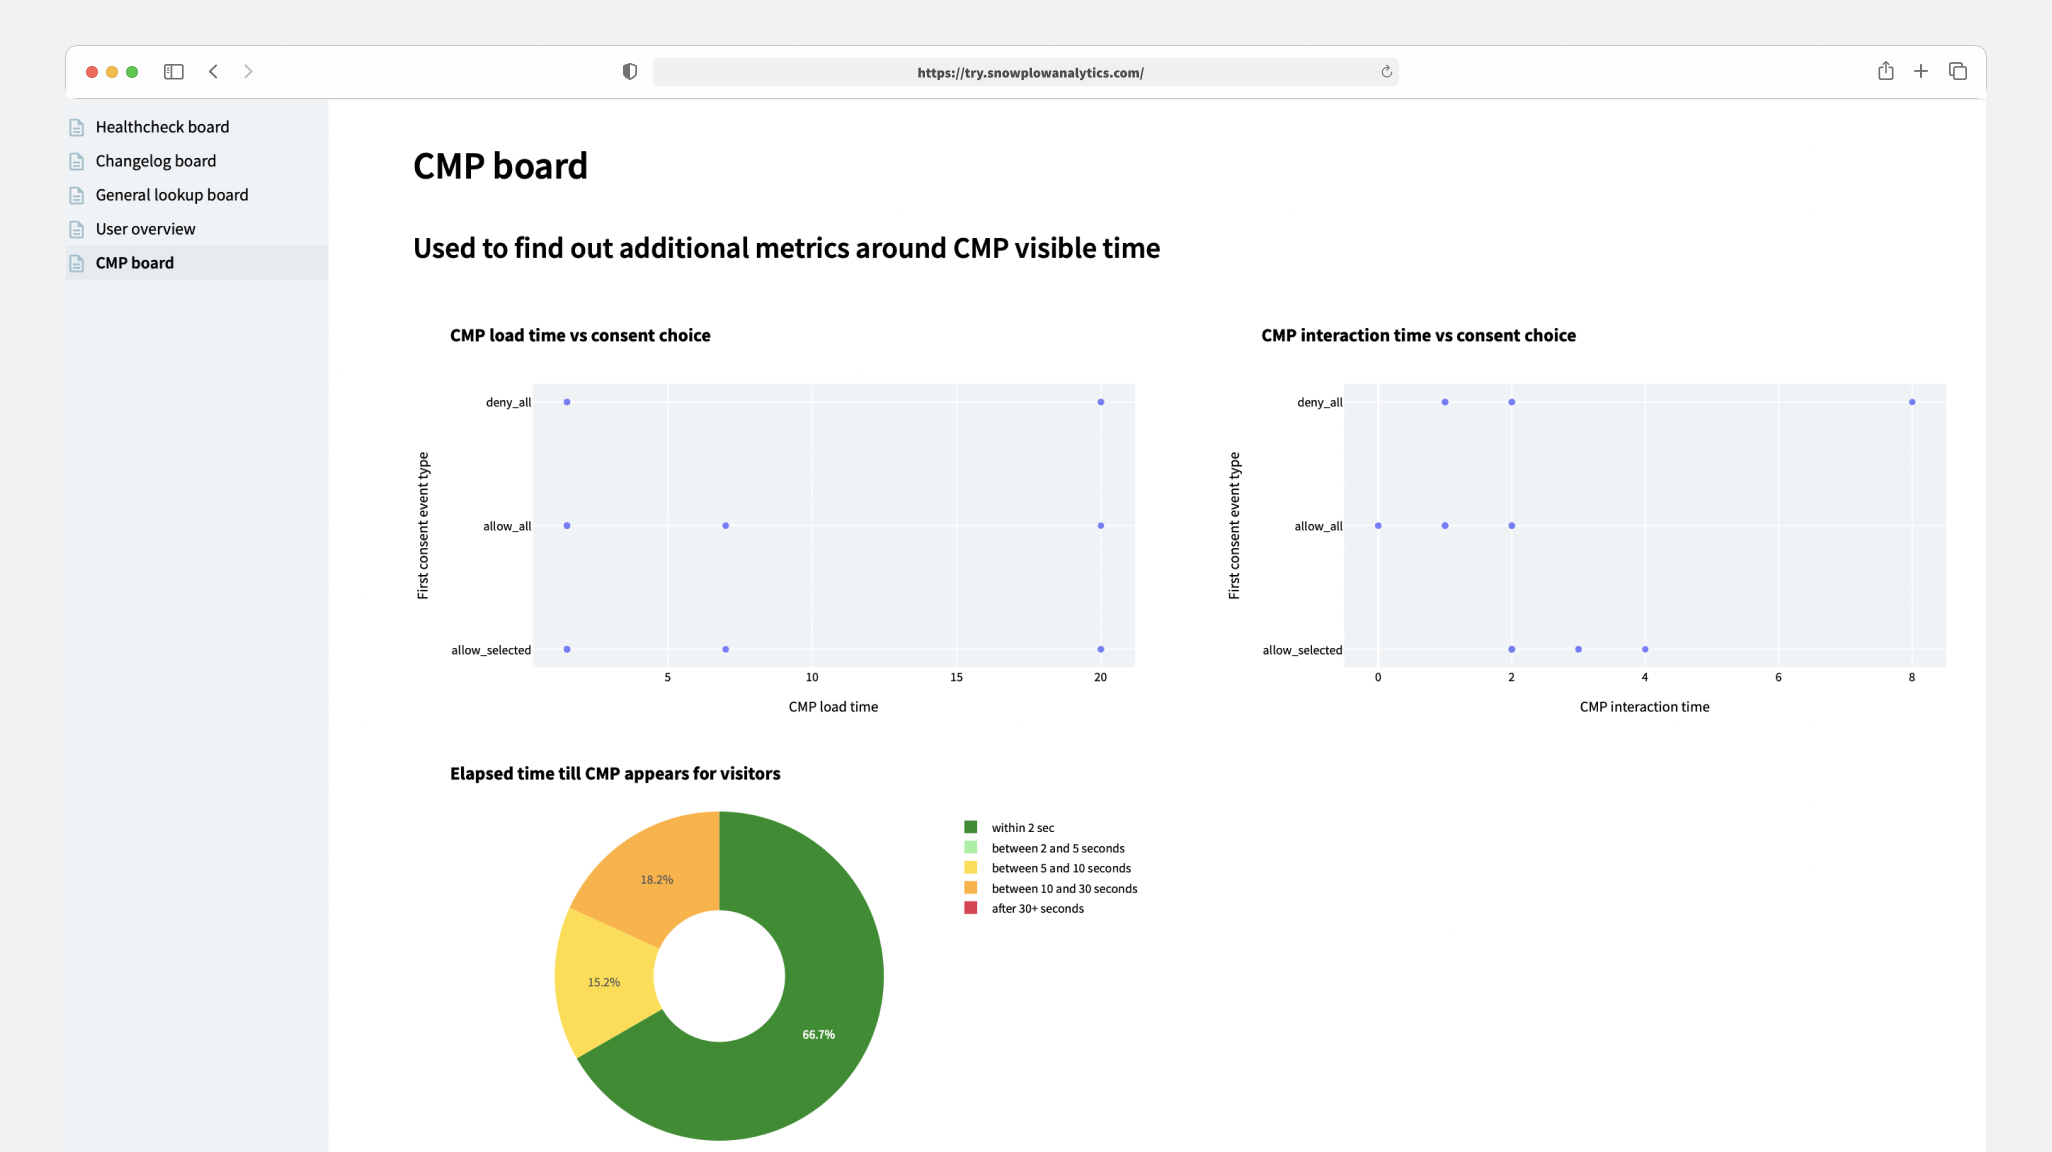 https://try.snowplowanalytics.com/
Healthcheck board
Changelog board
General lookup board
User overview
CMP board
CMP board
Used to find out additional metrics around CMP visible time
CMP load time vs consent choice
First consent event type
deny_all
allow_all
allow_selected
5 10 15 20
CMP load time
CMP interaction time vs consent choice
First consent event type
deny_all
allow_all
allow_selected
0 2 4 6 8
CMP interaction time
Elapsed time till CMP appears for visitors
18.2%
15.2%
66.7%
within 2 sec
between 2 and 5 seconds
between 5 and 10 seconds
between 10 and 30 seconds
after 30+ seconds